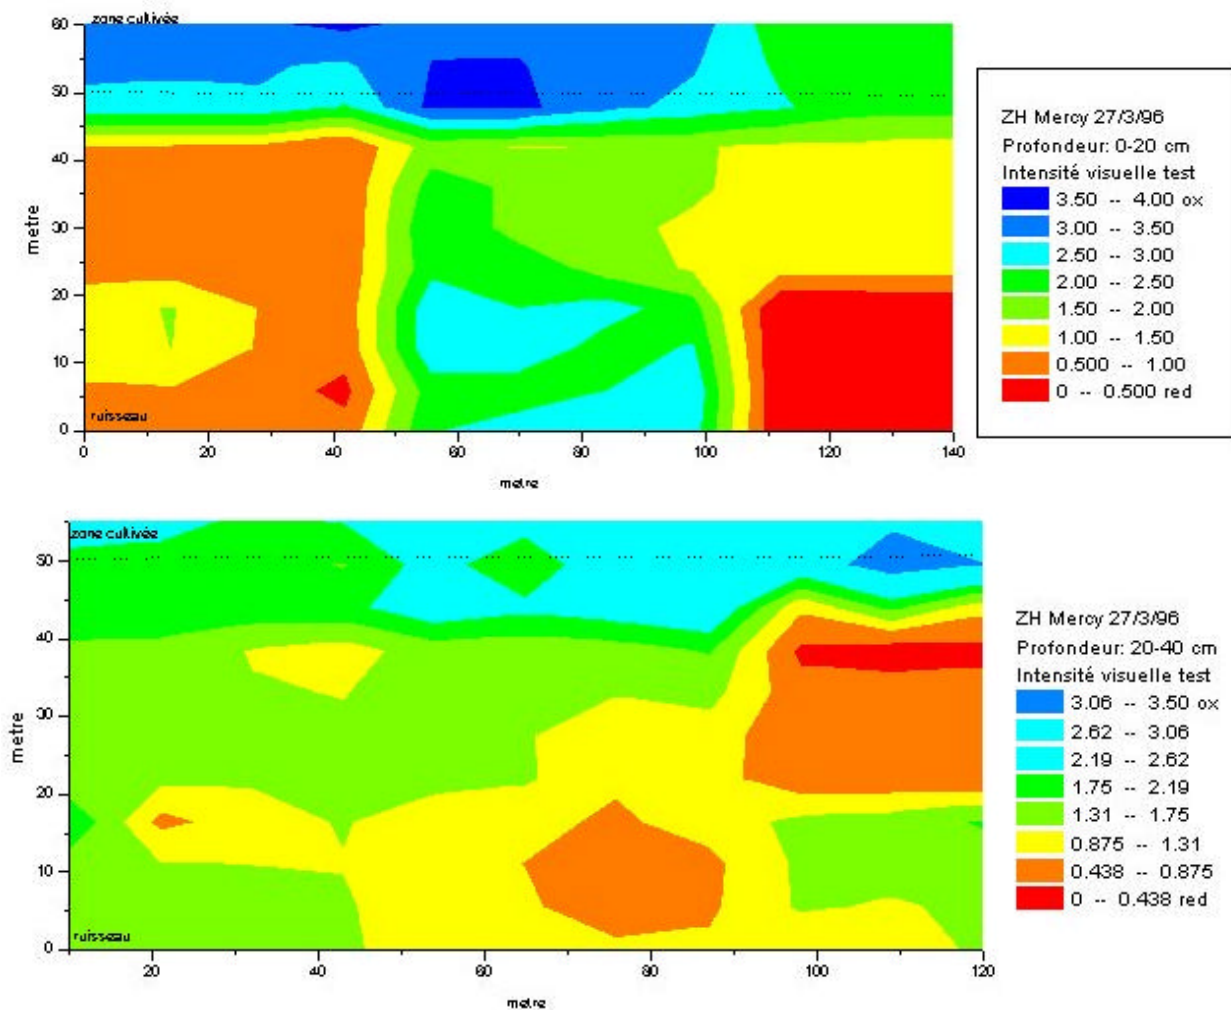 60
zone cultivée
50
40
30
20
10
0
metre
ruisseau
0 20 40 60 80 100 120 140
metre
ZH Mercy 27/3/96
Profondeur: 0-20 cm
Intensité visuelle test
3.50 -- 4.00 ox
3.00 -- 3.50
2.50 -- 3.00
2.00 -- 2.50
1.50 -- 2.00
1.00 -- 1.50
0.500 -- 1.00
0 -- 0.500 red
zone cultivée
50
40
30
20
10
0
metre
ruisseau
20 40 60 80 100 120
metre
ZH Mercy 27/3/96
Profondeur: 20-40 cm
Intensité visuelle test
3.06 -- 3.50 ox
2.62 -- 3.06
2.19 -- 2.62
1.75 -- 2.19
1.31 -- 1.75
0.875 -- 1.31
0.438 -- 0.875
0 -- 0.438 red